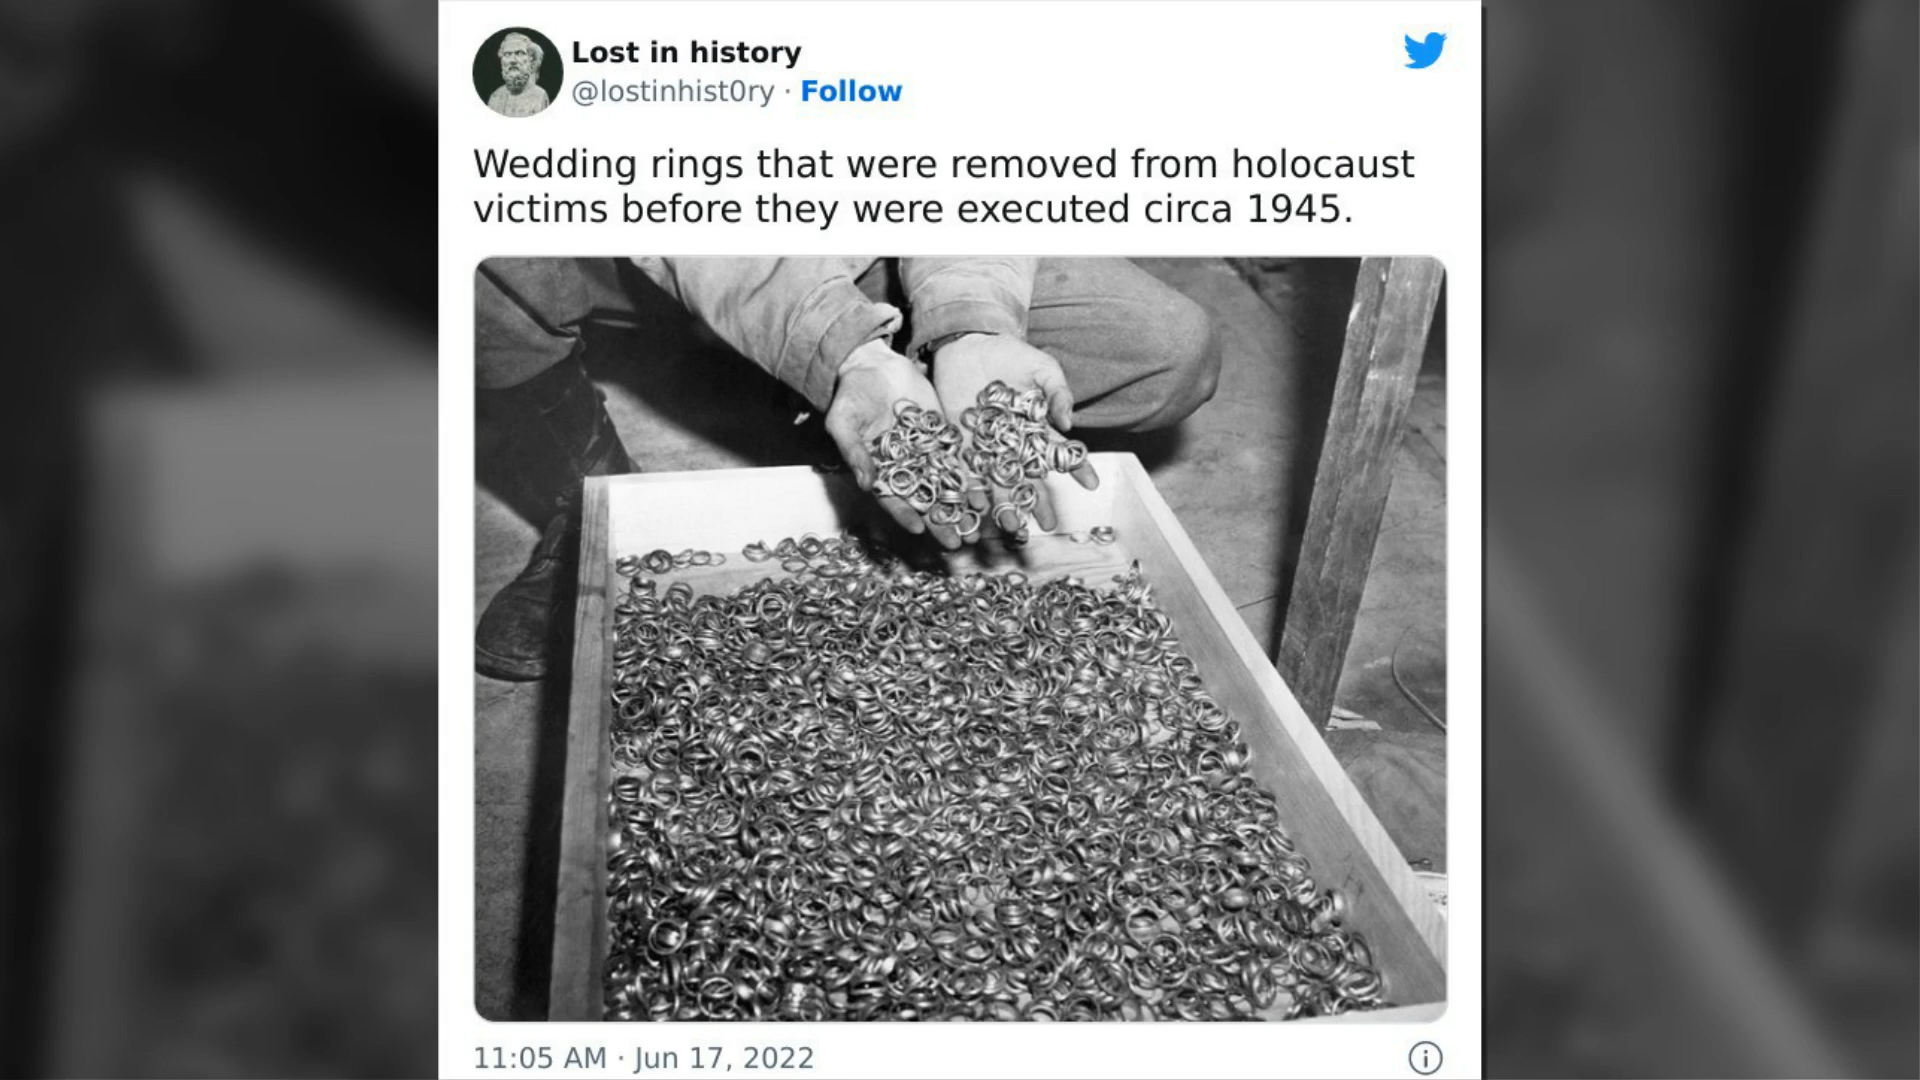 Lost in history
@lostinhist0ry · Follow
Wedding rings that were removed from holocaust
victims before they were executed circa 1945.
11:05 AM · Jun 17, 2022